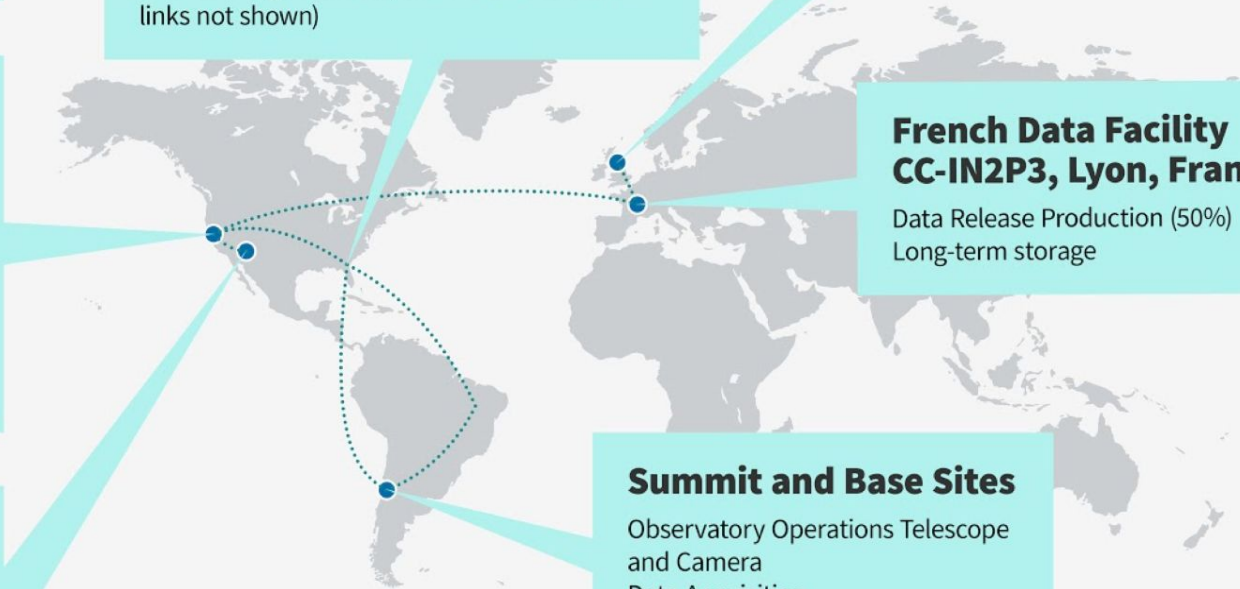 links not shown)
French Data Facility
CC-IN2P3, Lyon,
Data Release Production (50%)
Long-term storage
Summit and Base Sites
Observatory Operations Telescope
and Camera